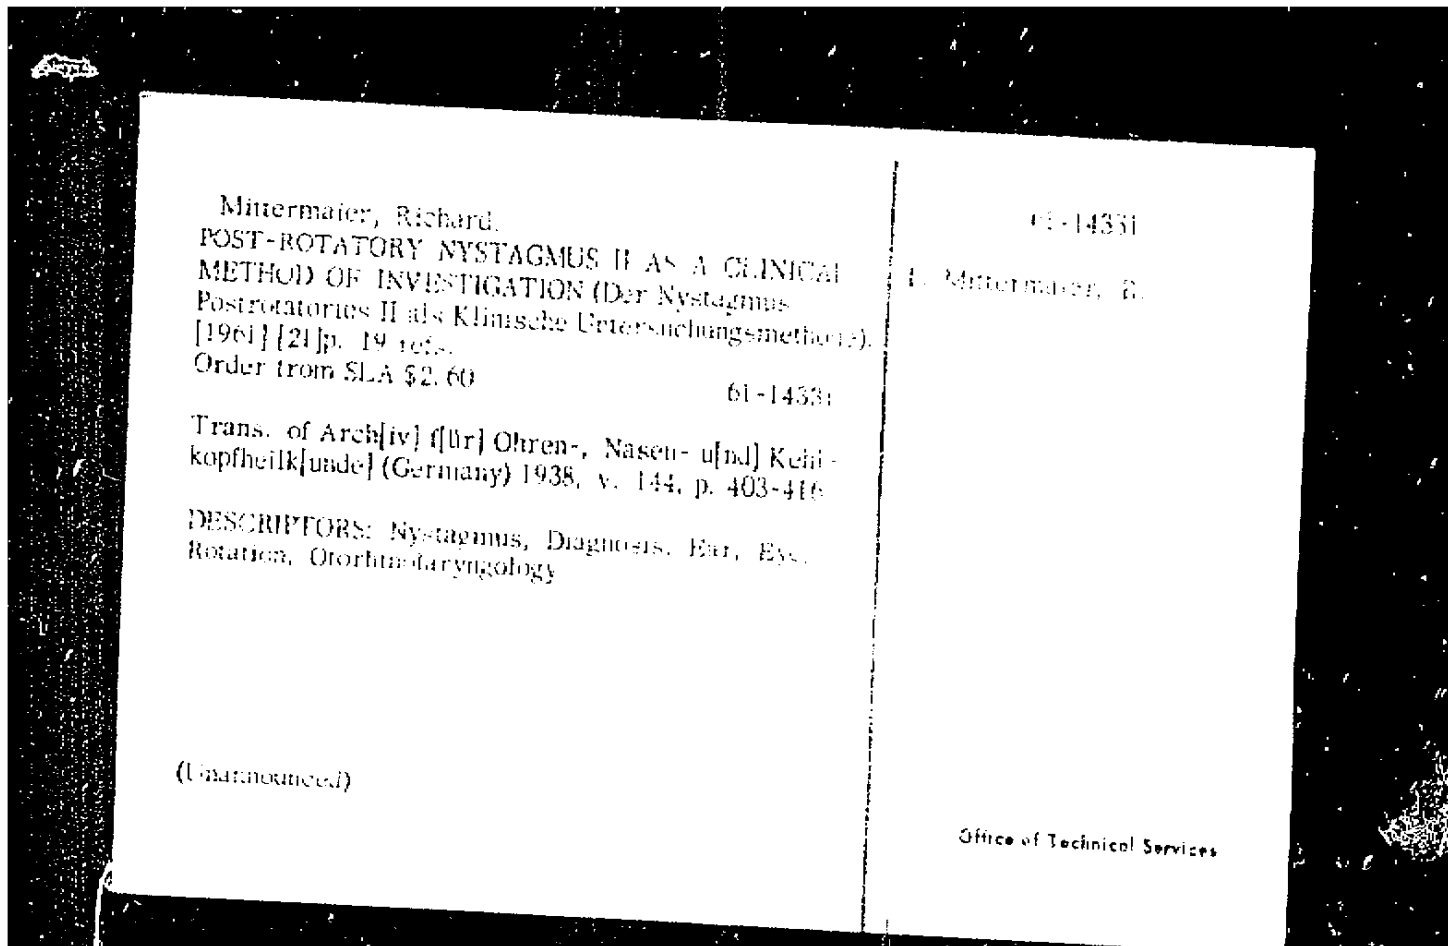 Mittermaier, Richard.
POST-ROTATORY NYSTAGMUS II AS A CLINICAL
METHOD OF INVESTIGATION (Der Nystagmus
Postrotatorius II als Klinische Untersuchungsmethode).
[1961] [21]p. 19 refs.
Order from SLA $2.60
61-14331
Trans. of Arch[iv] f[ür] Ohren-, Nasen- u[nd] Kehl-
kopfheilk[unde] (Germany) 1938, v. 144, p. 403-416
DESCRIPTORS: Nystagmus, Diagnosis, Ear, Eye,
Rotation, Otorhinolaryngology
(Unannounced)
61-14331
I. Mittermaier, R.
Office of Technical Services